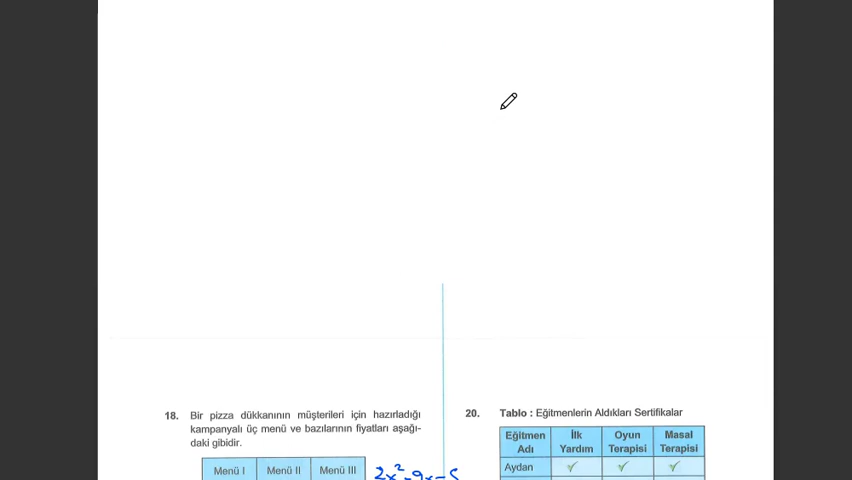 18. Bir pizza dükkanının müşterileri için hazırladığı
kampanyalı üç menü ve bazılarının fiyatları aşağı-
daki gibidir.
Menü I Menü II Menü III
20. Tablo : Eğitmenlerin Aldıkları Sertifikalar
Eğitmen Adı İlk Yardım Oyun Terapisi Masal Terapisi
Aydan ✓ ✓ ✓